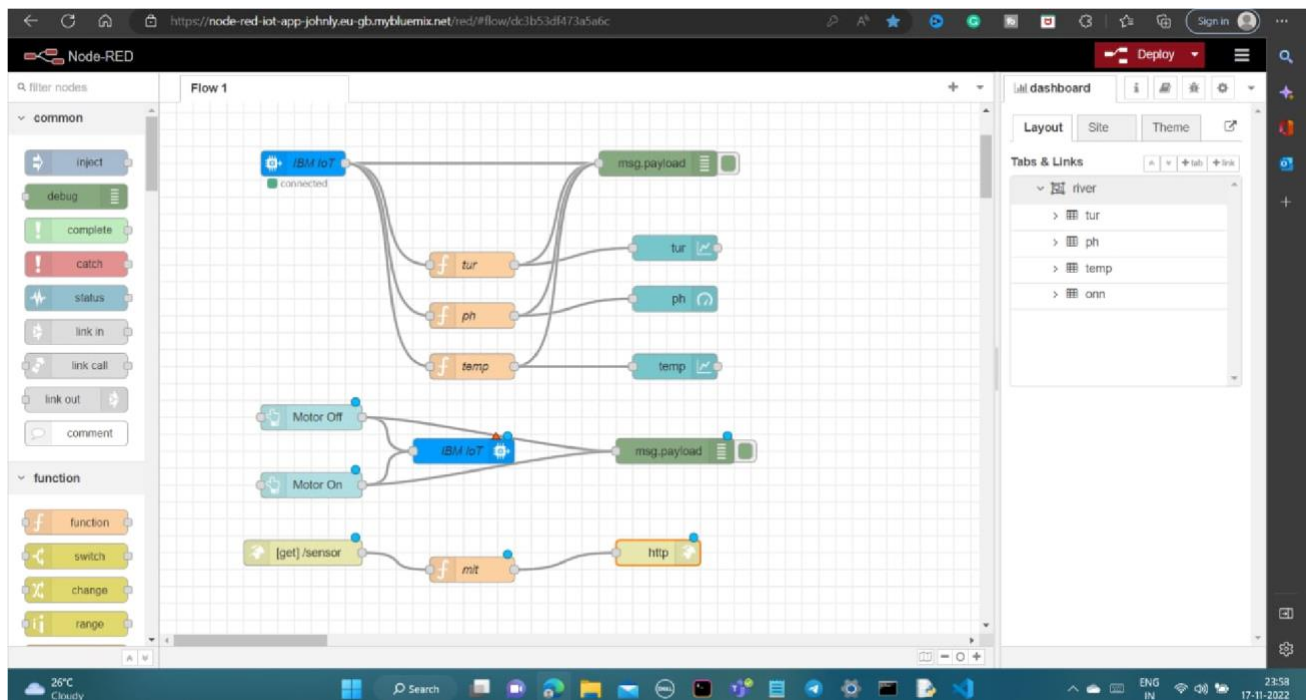 https://node-red-iot-app-johnly.eu-gb.mybluemix.net/red/#flow/dc3b53df473a5a6c
Sign in
Node-RED
Deploy
filter nodes
Flow 1
dashboard
common
Layout
Site
Theme
inject
IBM IoT
msg.payload
Tabs & Links
+ tab
+ link
connected
river
debug
tur
complete
ph
catch
tur
tur
temp
status
ph
ph
onn
link in
link call
temp
temp
link out
Motor Off
comment
IBM IoT
msg.payload
function
Motor On
function
[get] /sensor
http
switch
mit
change
range
26°C
Cloudy
Search
ENG
IN
23:58
17-11-2022